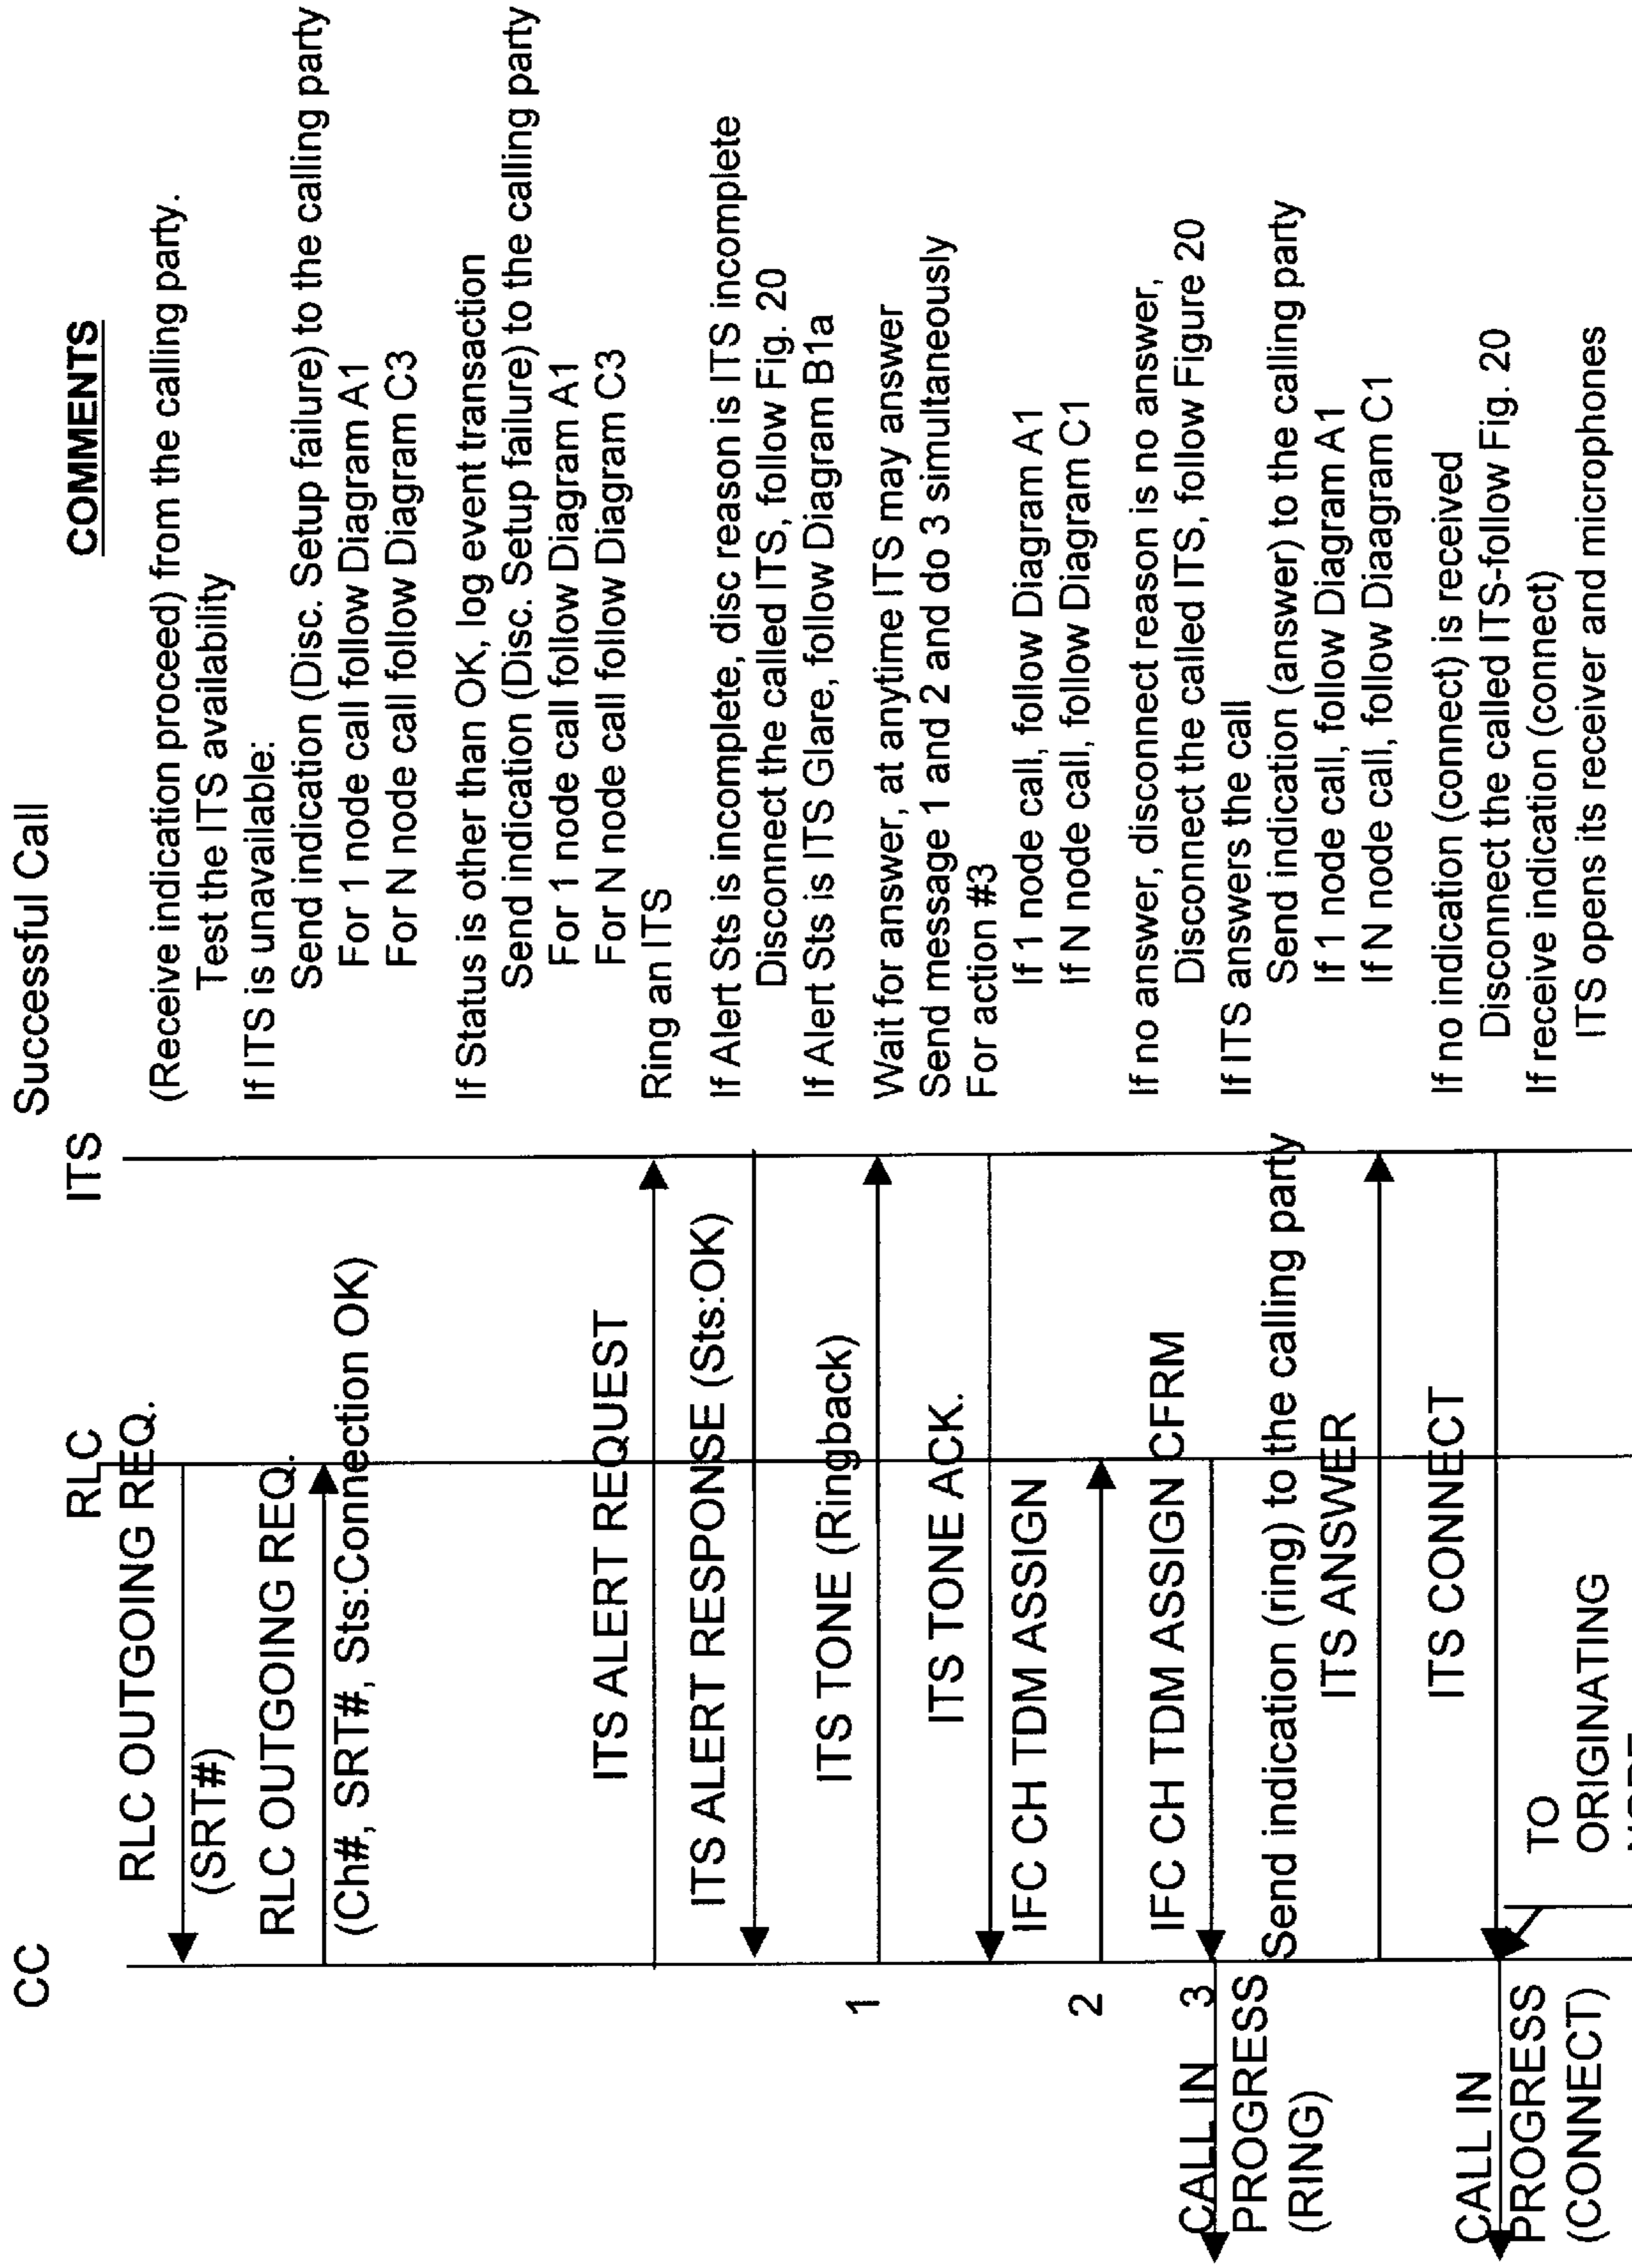 Successful Call
CC
RLC
ITS
COMMENTS
RLC OUTGOING REQ.
(SRT#)
RLC OUTGOING REQ.
(Ch#, SRT#, Sts:Connection OK)
ITS ALERT REQUEST
ITS ALERT RESPONSE (Sts:OK)
1
ITS TONE (Ringback)
ITS TONE ACK.
2
IFC CH TDM ASSIGN
3
IFC CH TDM ASSIGN CFRM
CALL IN
PROGRESS
(RING)
Send indication (ring) to the calling party
ITS ANSWER
ITS CONNECT
CALL IN
PROGRESS
(CONNECT)
TO
ORIGINATING
(Receive indication proceed) from the calling party.
Test the ITS availability
If ITS is unavailable:
Send indication (Disc. Setup failure) to the calling party
For 1 node call follow Diagram A1
For N node call follow Diagram C3
If Status is other than OK, log event transaction
Send indication (Disc. Setup failure) to the calling party
For 1 node call follow Diagram A1
For N node call follow Diagram C3
Ring an ITS
If Alert Sts is incomplete, disc reason is ITS incomplete
Disconnect the called ITS, follow Fig. 20
If Alert Sts is ITS Glare, follow Diagram B1a
Wait for answer, at anytime ITS may answer
Send message 1 and 2 and do 3 simultaneously
For action #3
If 1 node call, follow Diagram A1
If N node call, follow Diagram C1
If no answer, disconnect reason is no answer,
Disconnect the called ITS, follow Figure 20
If ITS answers the call
Send indication (answer) to the calling party
If 1 node call, follow Diagram A1
If N node call, follow Diaagram C1
If no indication (connect) is received
Disconnect the called ITS-follow Fig. 20
If receive indication (connect)
ITS opens its receiver and microphones